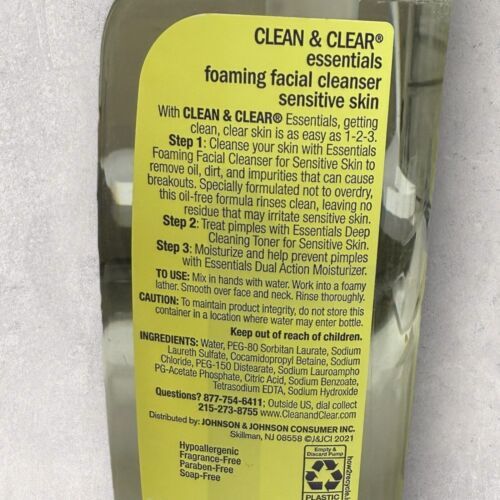 CLEAN & CLEAR®
essentials
foaming facial cleanser
sensitive skin
With CLEAN & CLEAR® Essentials, getting
clean, clear skin is as easy as 1-2-3.
Step 1: Cleanse your skin with Essentials
Foaming Facial Cleanser for Sensitive Skin to
remove oil, dirt, and impurities that can cause
breakouts. Specially formulated not to overdry,
this oil-free formula rinses clean, leaving no
residue that may irritate sensitive skin.
Step 2: Treat pimples with Essentials Deep
Cleaning Toner for Sensitive Skin.
Step 3: Moisturize and help prevent pimples
with Essentials Dual Action Moisturizer.
TO USE: Mix in hands with water. Work into a foamy
lather. Smooth over face and neck. Rinse thoroughly.
CAUTION: To maintain product integrity, do not store this
container in a location where water may enter bottle.
Keep out of reach of children.
INGREDIENTS: Water, PEG-80 Sorbitan Laurate, Sodium
Laureth Sulfate, Cocamidopropyl Betaine, Sodium
Chloride, PEG-150 Distearate, Sodium Lauroampho
PG-Acetate Phosphate, Citric Acid, Sodium Benzoate,
Tetrasodium EDTA, Sodium Hydroxide
Questions? 877-754-6411; Outside US, dial collect
215-273-8755 www.CleanandClear.com
Distributed by: JOHNSON & JOHNSON CONSUMER INC.
Skillman, NJ 08558 ©J&JCI 2021
Hypoallergenic
Fragrance-Free
Paraben-Free
Soap-Free
Empty &
Discard Pump
PLASTIC
how2recycle.